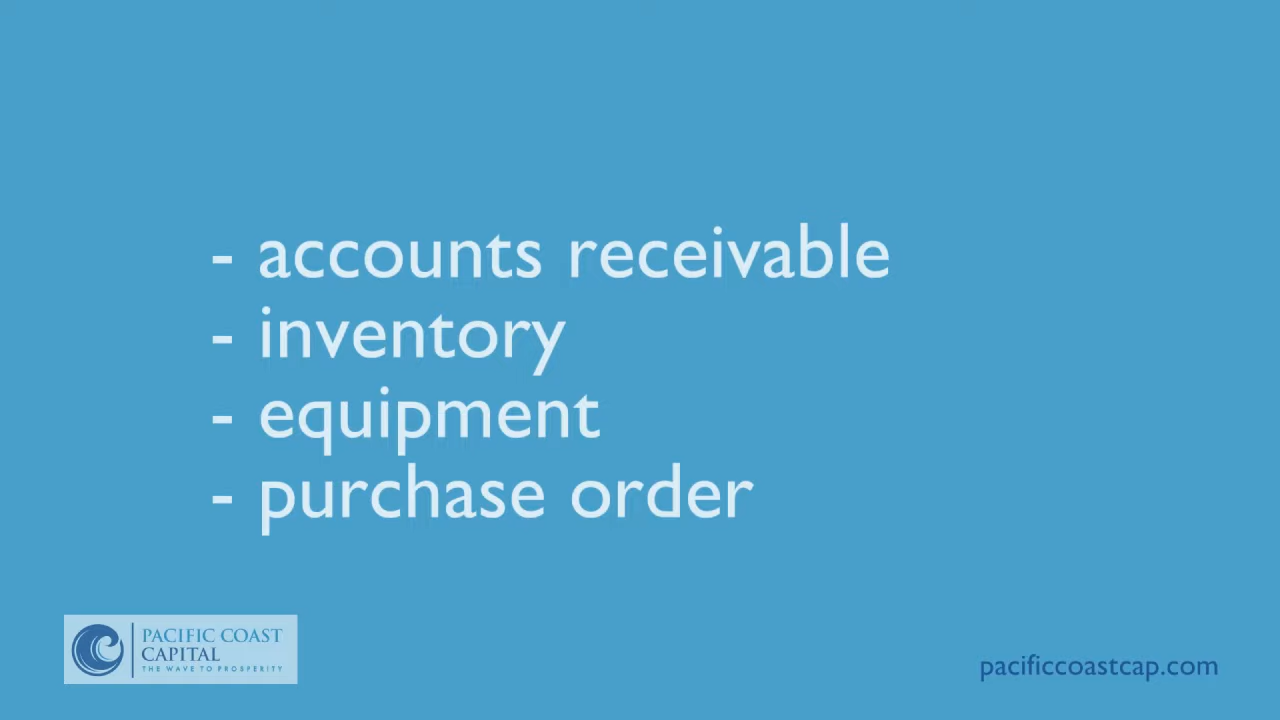 - accounts receivable
- inventory
- equipment
- purchase order
PACIFIC COAST
CAPITAL
THE WAVE TO PROSPERITY
pacificcoastcap.com